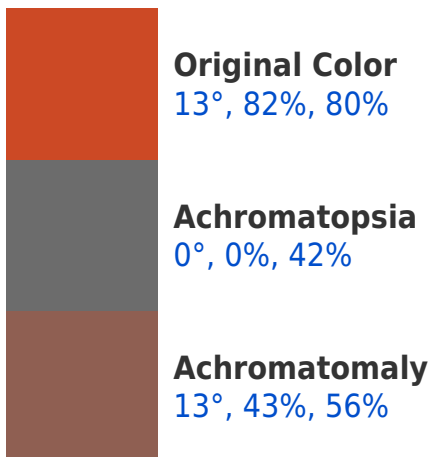 Original Color
13°, 82%, 80%
Achromatopsia
0°, 0%, 42%
Achromatomaly
13°, 43%, 56%